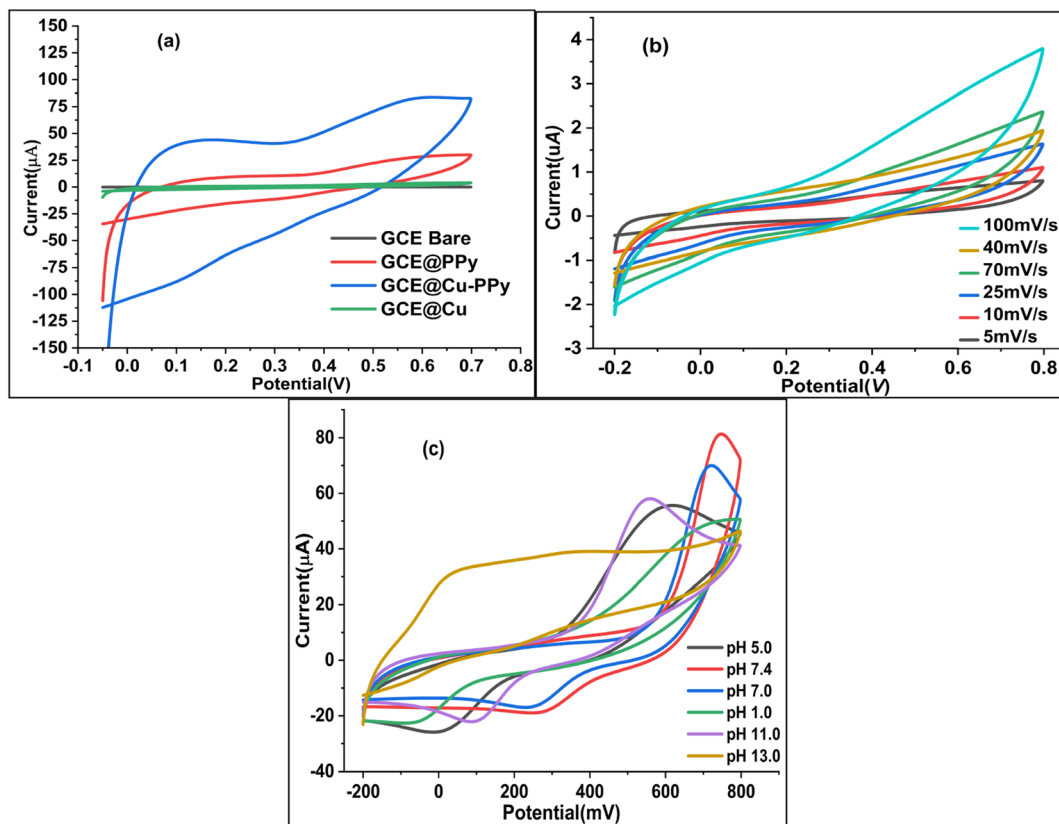 (a)
150
125
100
75
50
25
0
-25
-50
-75
-100
-125
-150
Current(μA)
-0.1 0.0 0.1 0.2 0.3 0.4 0.5 0.6 0.7 0.8
Potential(V)
GCE Bare
GCE@PPy
GCE@Cu-PPy
GCE@Cu
(b)
4
3
2
1
0
-1
-2
-3
Current(uA)
-0.2 0.0 0.2 0.4 0.6 0.8
Potential(V)
100mV/s
40mV/s
70mV/s
25mV/s
10mV/s
5mV/s
(c)
80
60
40
20
0
-20
-40
Current(μA)
-200 0 200 400 600 800
Potential(mV)
pH 5.0
pH 7.4
pH 7.0
pH 1.0
pH 11.0
pH 13.0